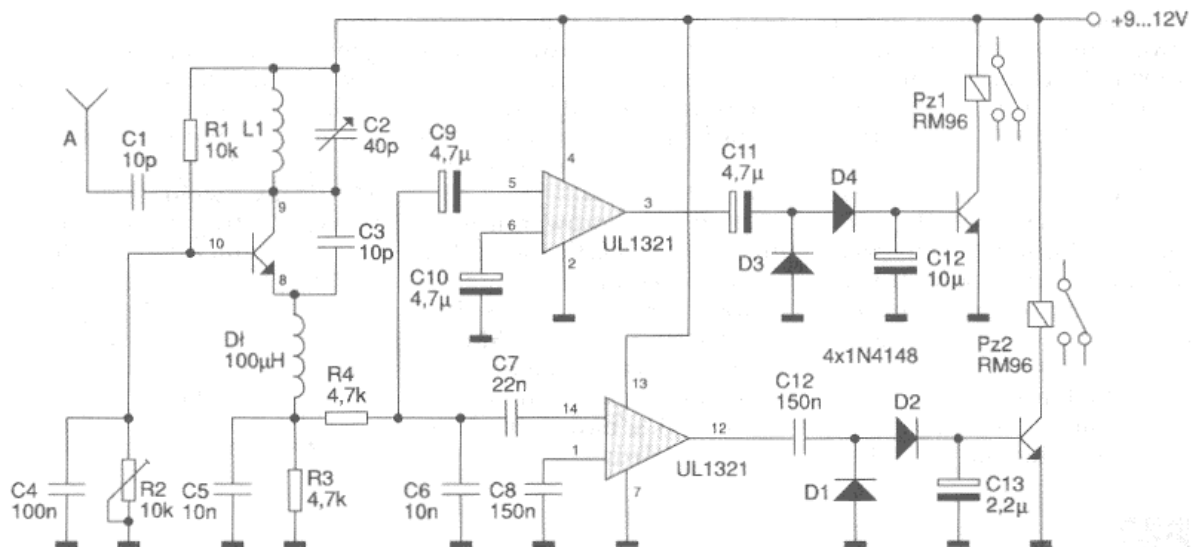 +9...12V
A
C1
10p
R1
10k
L1
C2
40p
C9
4,7µ
4
5
6
3
2
UL1321
C11
4,7µ
D4
D3
C12
10µ
Pz1
RM96
9
10
8
C3
10p
C10
4,7µ
Dł
100µH
R4
4,7k
C7
22n
13
14
1
12
7
UL1321
4x1N4148
C12
150n
D2
D1
C13
2,2µ
Pz2
RM96
C4
100n
R2
10k
C5
10n
R3
4,7k
C6
10n
C8
150n